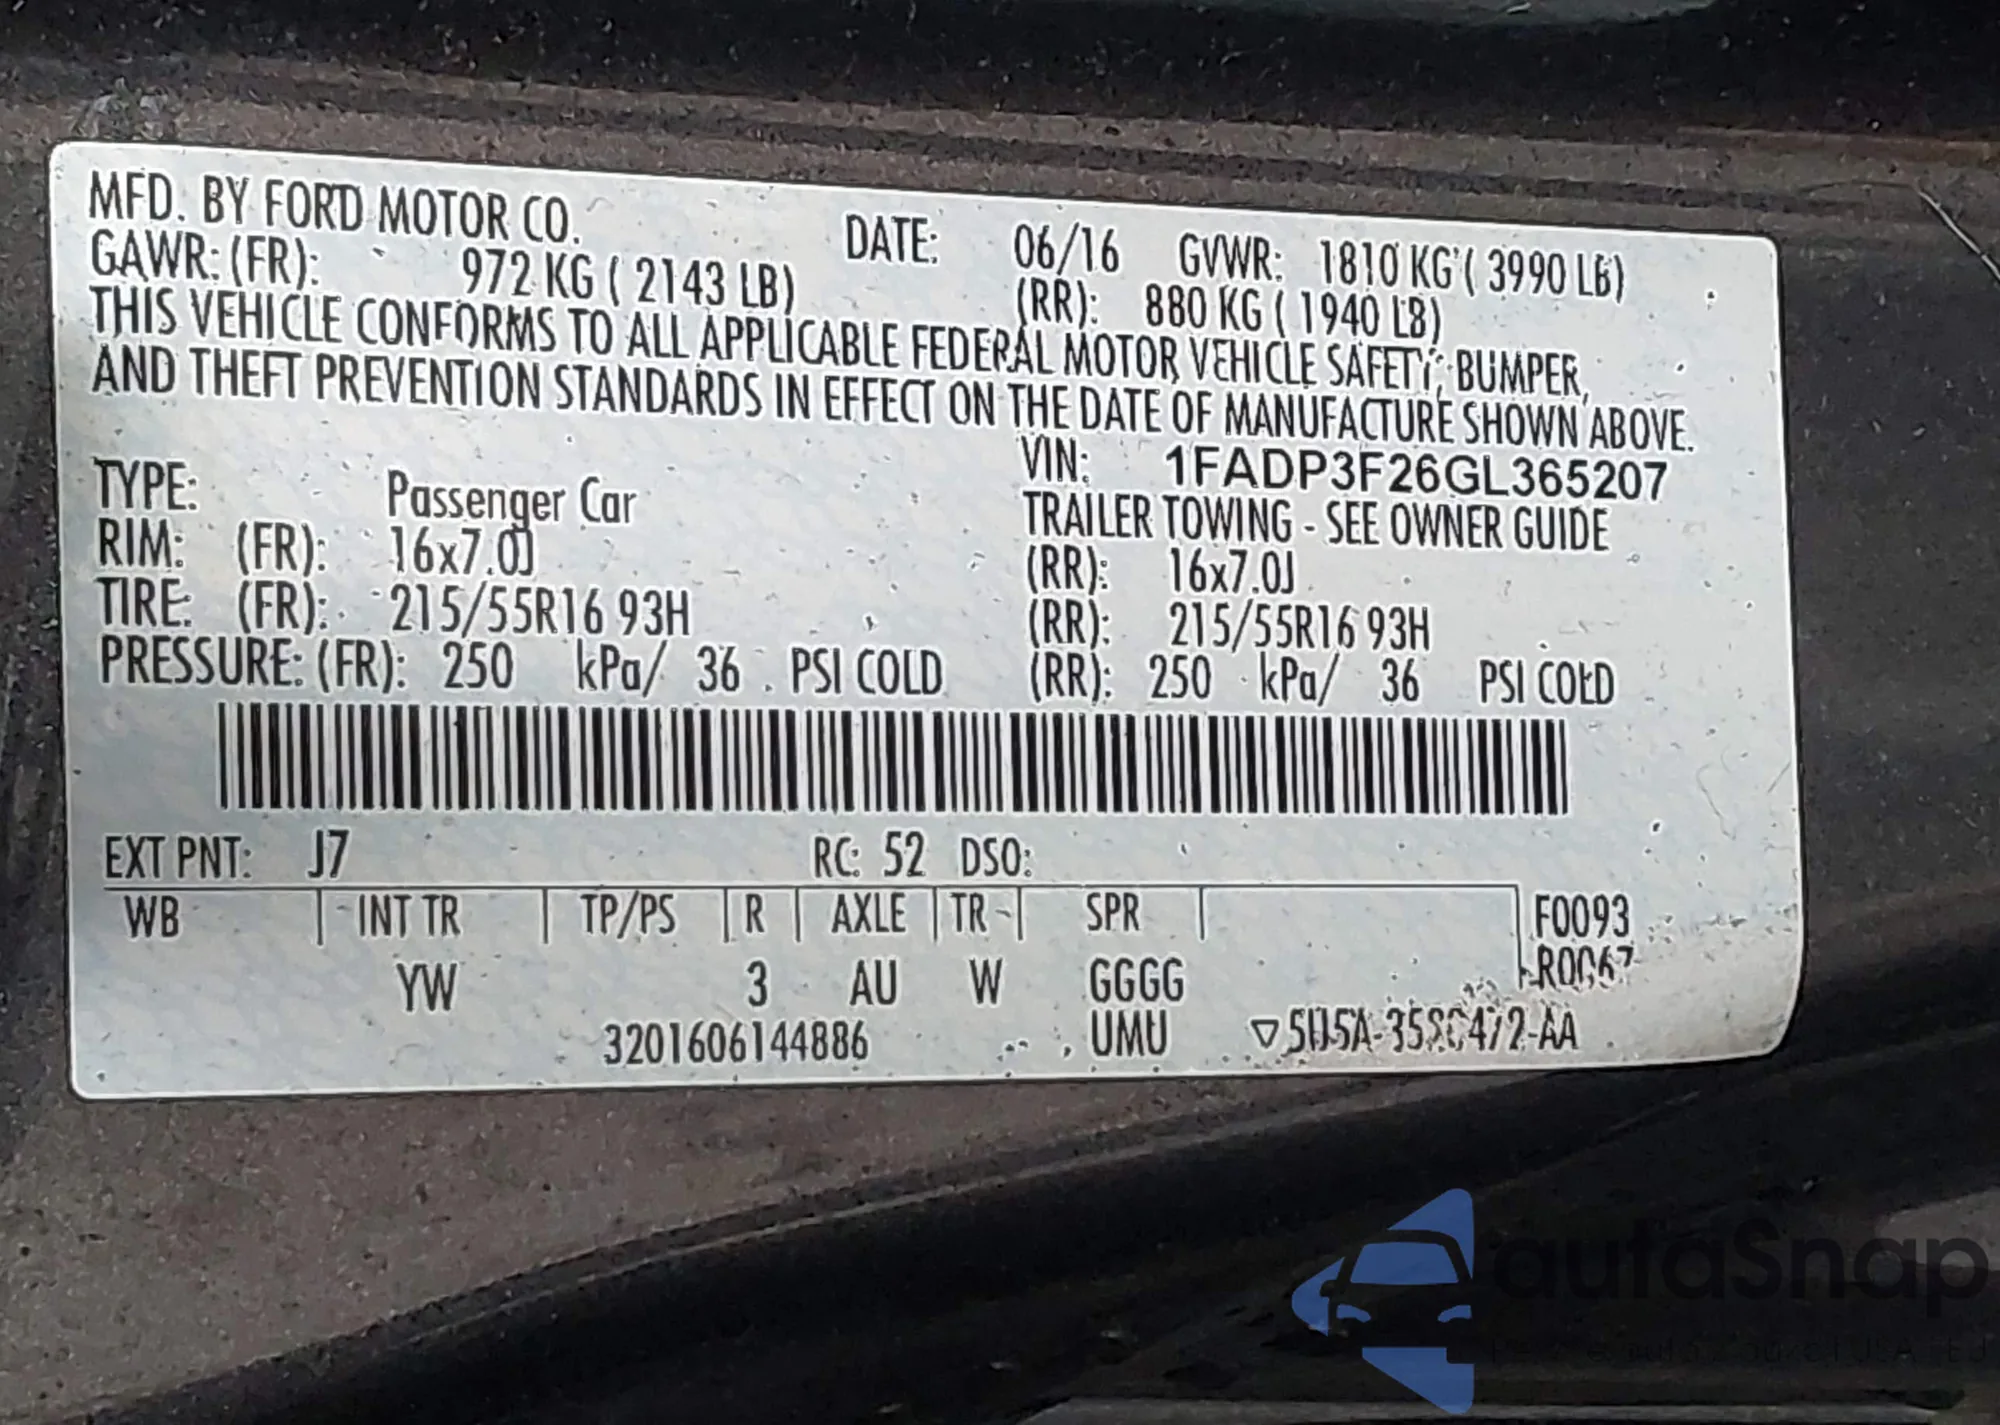 MFD. BY FORD MOTOR CO. DATE: 06/16 GVWR: 1810 KG ( 3990 LB)
GAWR: (FR): 972 KG ( 2143 LB) (RR): 880 KG ( 1940 LB)
THIS VEHICLE CONFORMS TO ALL APPLICABLE FEDERAL MOTOR VEHICLE SAFETY, BUMPER,
AND THEFT PREVENTION STANDARDS IN EFFECT ON THE DATE OF MANUFACTURE SHOWN ABOVE.
VIN: 1FADP3F26GL365207
TYPE: Passenger Car TRAILER TOWING - SEE OWNER GUIDE
RIM: (FR): 16x7.0J (RR): 16x7.0J
TIRE: (FR): 215/55R16 93H (RR): 215/55R16 93H
PRESSURE: (FR): 250 kPa/ 36 PSI COLD (RR): 250 kPa/ 36 PSI COLD
EXT PNT: J7 RC: 52 DSO:
WB INT TR TP/PS R AXLE TR SPR F0093
YW 3 AU W GGGG
3201606144886 UMU
autaSnap